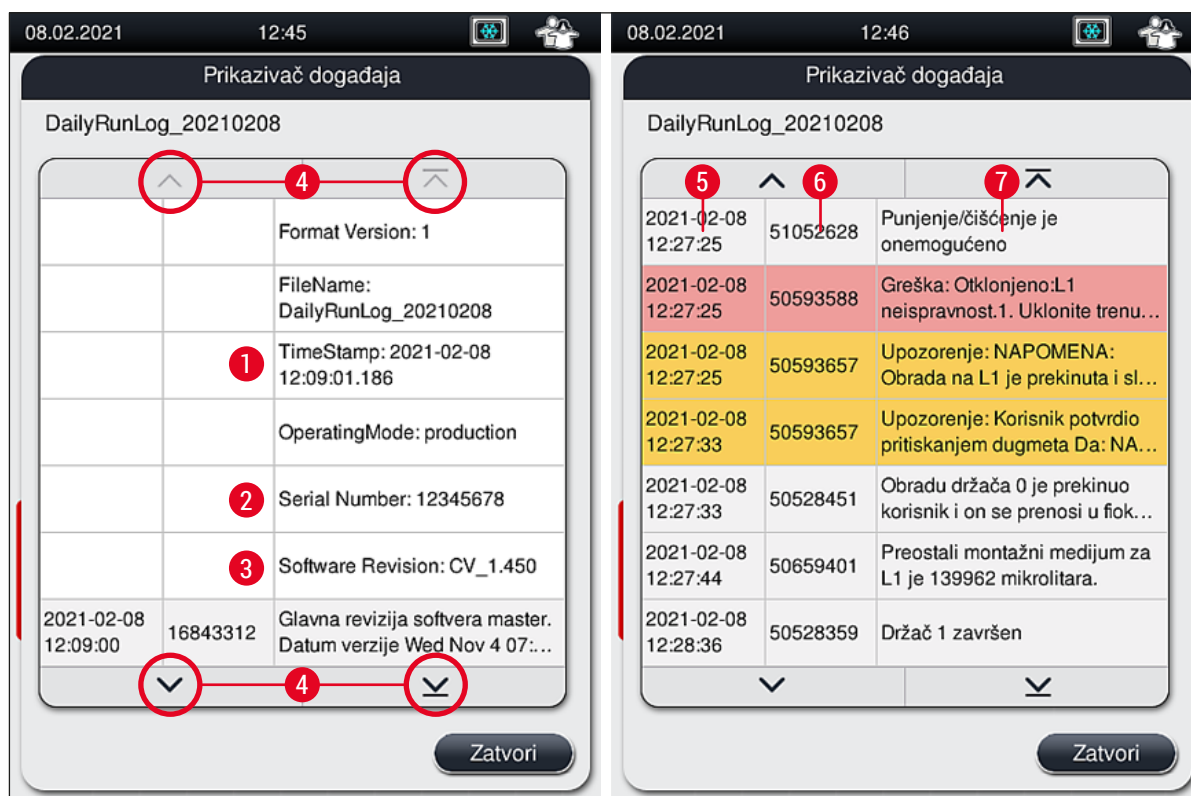 08.02.2021 12:45
Prikazivač događaja
DailyRunLog_20210208
4
Format Version: 1
FileName:
DailyRunLog_20210208
1
TimeStamp: 2021-02-08
12:09:01.186
OperatingMode: production
2
Serial Number: 12345678
3
Software Revision: CV_1.450
2021-02-08
12:09:00
16843312
Glavna revizija softvera master.
Datum verzije Wed Nov 4 07:...
4
Zatvori
08.02.2021 12:46
Prikazivač događaja
DailyRunLog_20210208
5 6 7
2021-02-08
12:27:25
51052628
Punjenje/čišćenje je
onemogućeno
2021-02-08
12:27:25
50593588
Greška: Otklonjeno:L1
neispravnost.1. Uklonite trenu...
2021-02-08
12:27:25
50593657
Upozorenje: NAPOMENA:
Obrada na L1 je prekinuta i sl...
2021-02-08
12:27:33
50593657
Upozorenje: Korisnik potvrdio
pritiskanjem dugmeta Da: NA...
2021-02-08
12:27:33
50528451
Obradu držača 0 je prekinuo
korisnik i on se prenosi u fiok...
2021-02-08
12:27:44
50659401
Preostali montažni medijum za
L1 je 139962 mikrolitara.
2021-02-08
12:28:36
50528359
Držač 1 završen
Zatvori